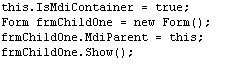 this.IsMdiContainer = true;
Form frmChildOne = new Form();
frmChildOne.MdiParent = this;
frmChildOne.Show();